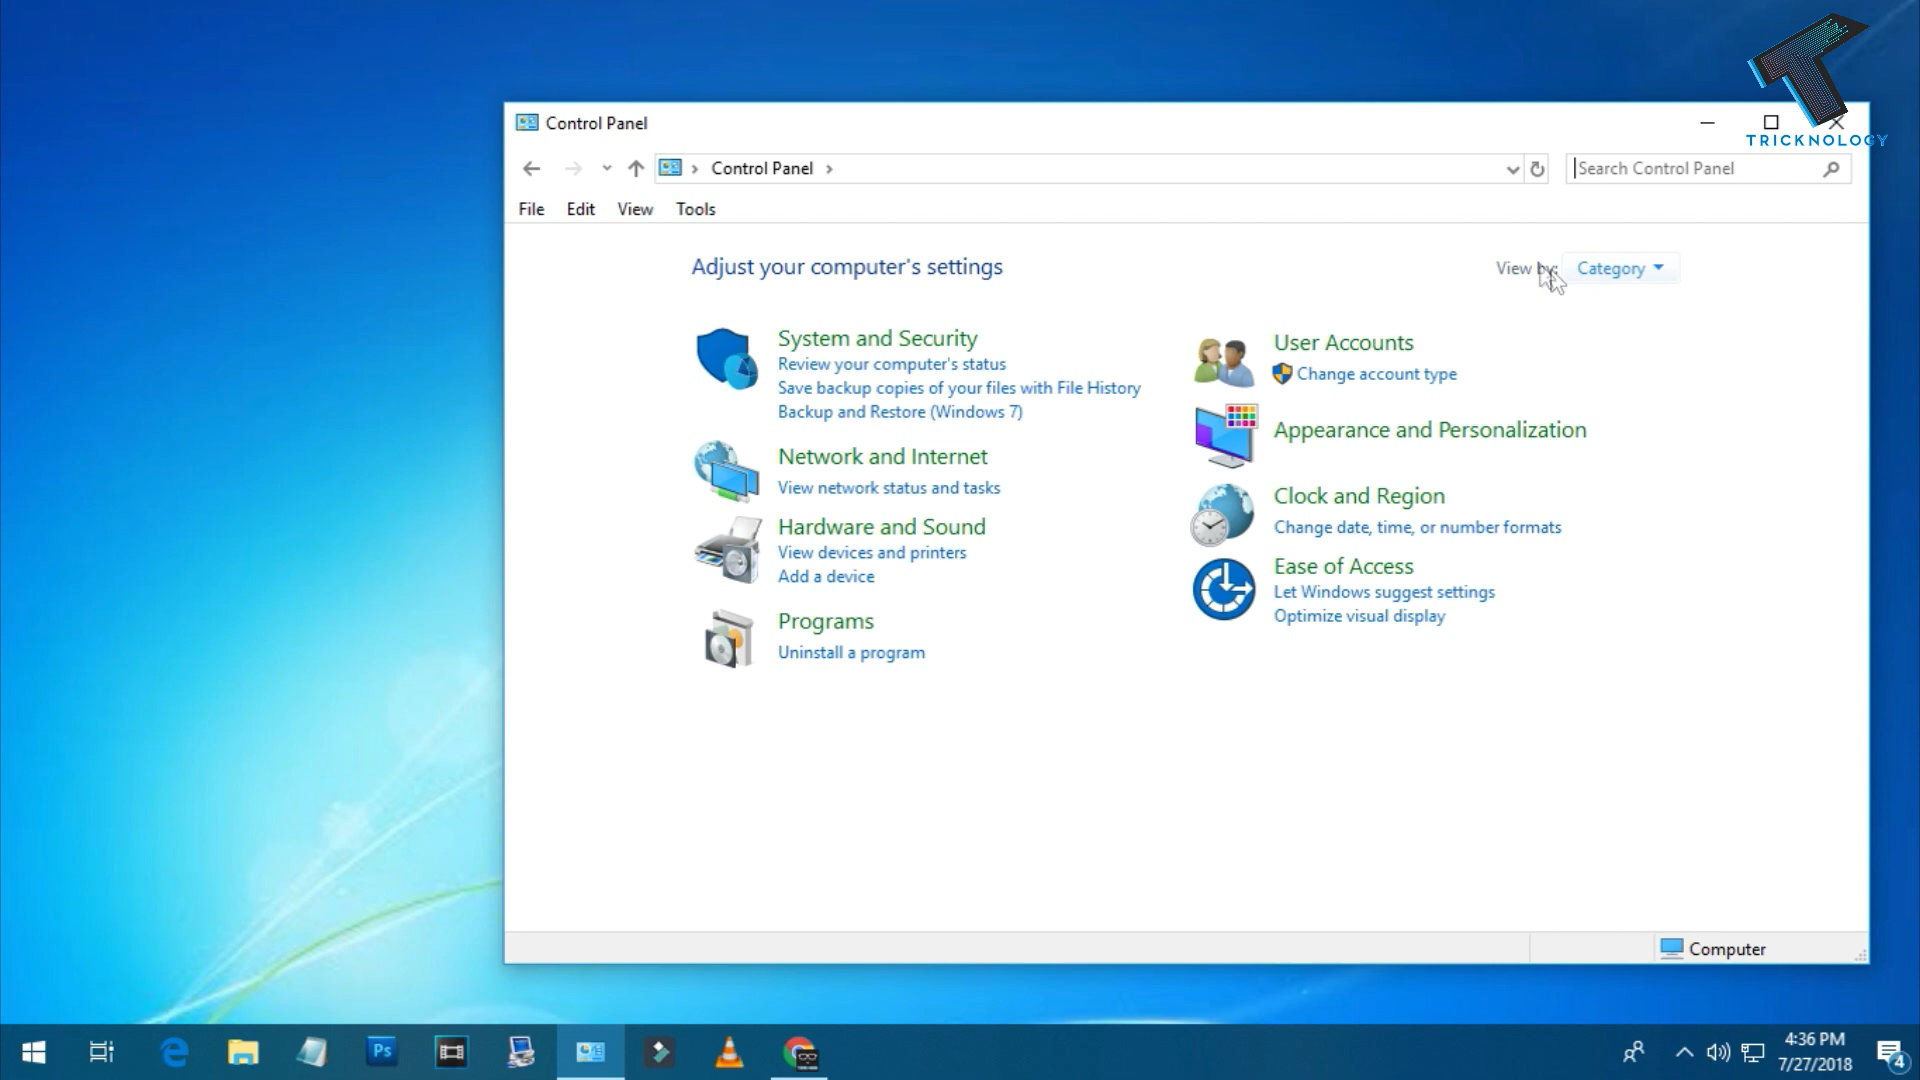 TRICKNOLOGY
Control Panel
Control Panel
Search Control Panel
File Edit View Tools
Adjust your computer's settings
View by: Category
System and Security
Review your computer's status
Save backup copies of your files with File History
Backup and Restore (Windows 7)
Network and Internet
View network status and tasks
Hardware and Sound
View devices and printers
Add a device
Programs
Uninstall a program
User Accounts
Change account type
Appearance and Personalization
Clock and Region
Change date, time, or number formats
Ease of Access
Let Windows suggest settings
Optimize visual display
Computer
Ps
4:36 PM
7/27/2018
4